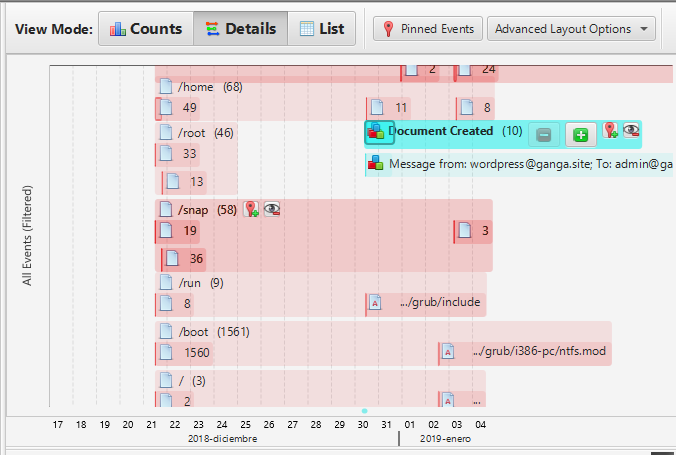 View Mode: Counts Details List Pinned Events Advanced Layout Options
2 24
/home (68)
49 11 8
/root (46) Document Created (10)
33 Message from: wordpress@ganga.site; To: admin@ga
13
/snap (58)
19 3
36
/run (9)
8 .../grub/include
/boot (1561)
1560 .../grub/i386-pc/ntfs.mod
/ (3)
2 ...
All Events (Filtered)
17 18 19 20 21 22 23 24 25 26 27 28 29 30 31 01 02 03 04
2018-diciembre 2019-enero